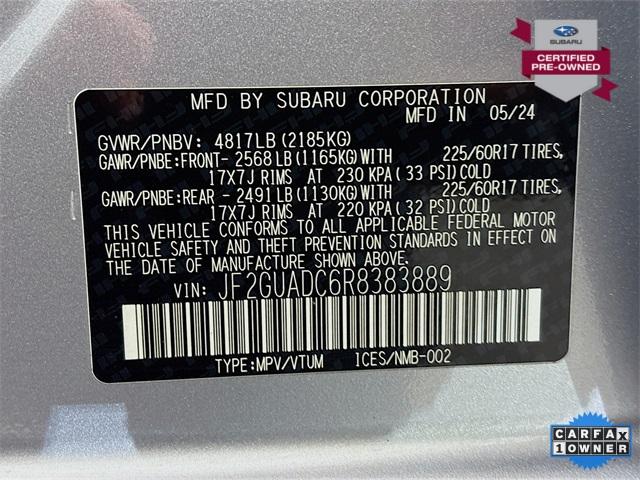 SUBARU
CERTIFIED
PRE-OWNED
MFD BY SUBARU CORPORATION
MFD IN 05/24
GVWR/PNBV: 4817LB (2185KG)
GAWR/PNBE:FRONT- 2568 LB (1165KG) WITH 225/60R17 TIRES,
17X7J RIMS AT 230 KPA (33 PSI) COLD
GAWR/PNBE:REAR - 2491 LB (1130KG) WITH 225/60R17 TIRES,
17X7J RIMS AT 220 KPA (32 PSI) COLD
THIS VEHICLE CONFORMS TO ALL APPLICABLE FEDERAL MOTOR
VEHICLE SAFETY AND THEFT PREVENTION STANDARDS IN EFFECT ON
THE DATE OF MANUFACTURE SHOWN ABOVE.
VIN: JF2GUADC6R8383889
TYPE:MPV/VTUM ICES/NMB-002
CARFAX
1 OWNER